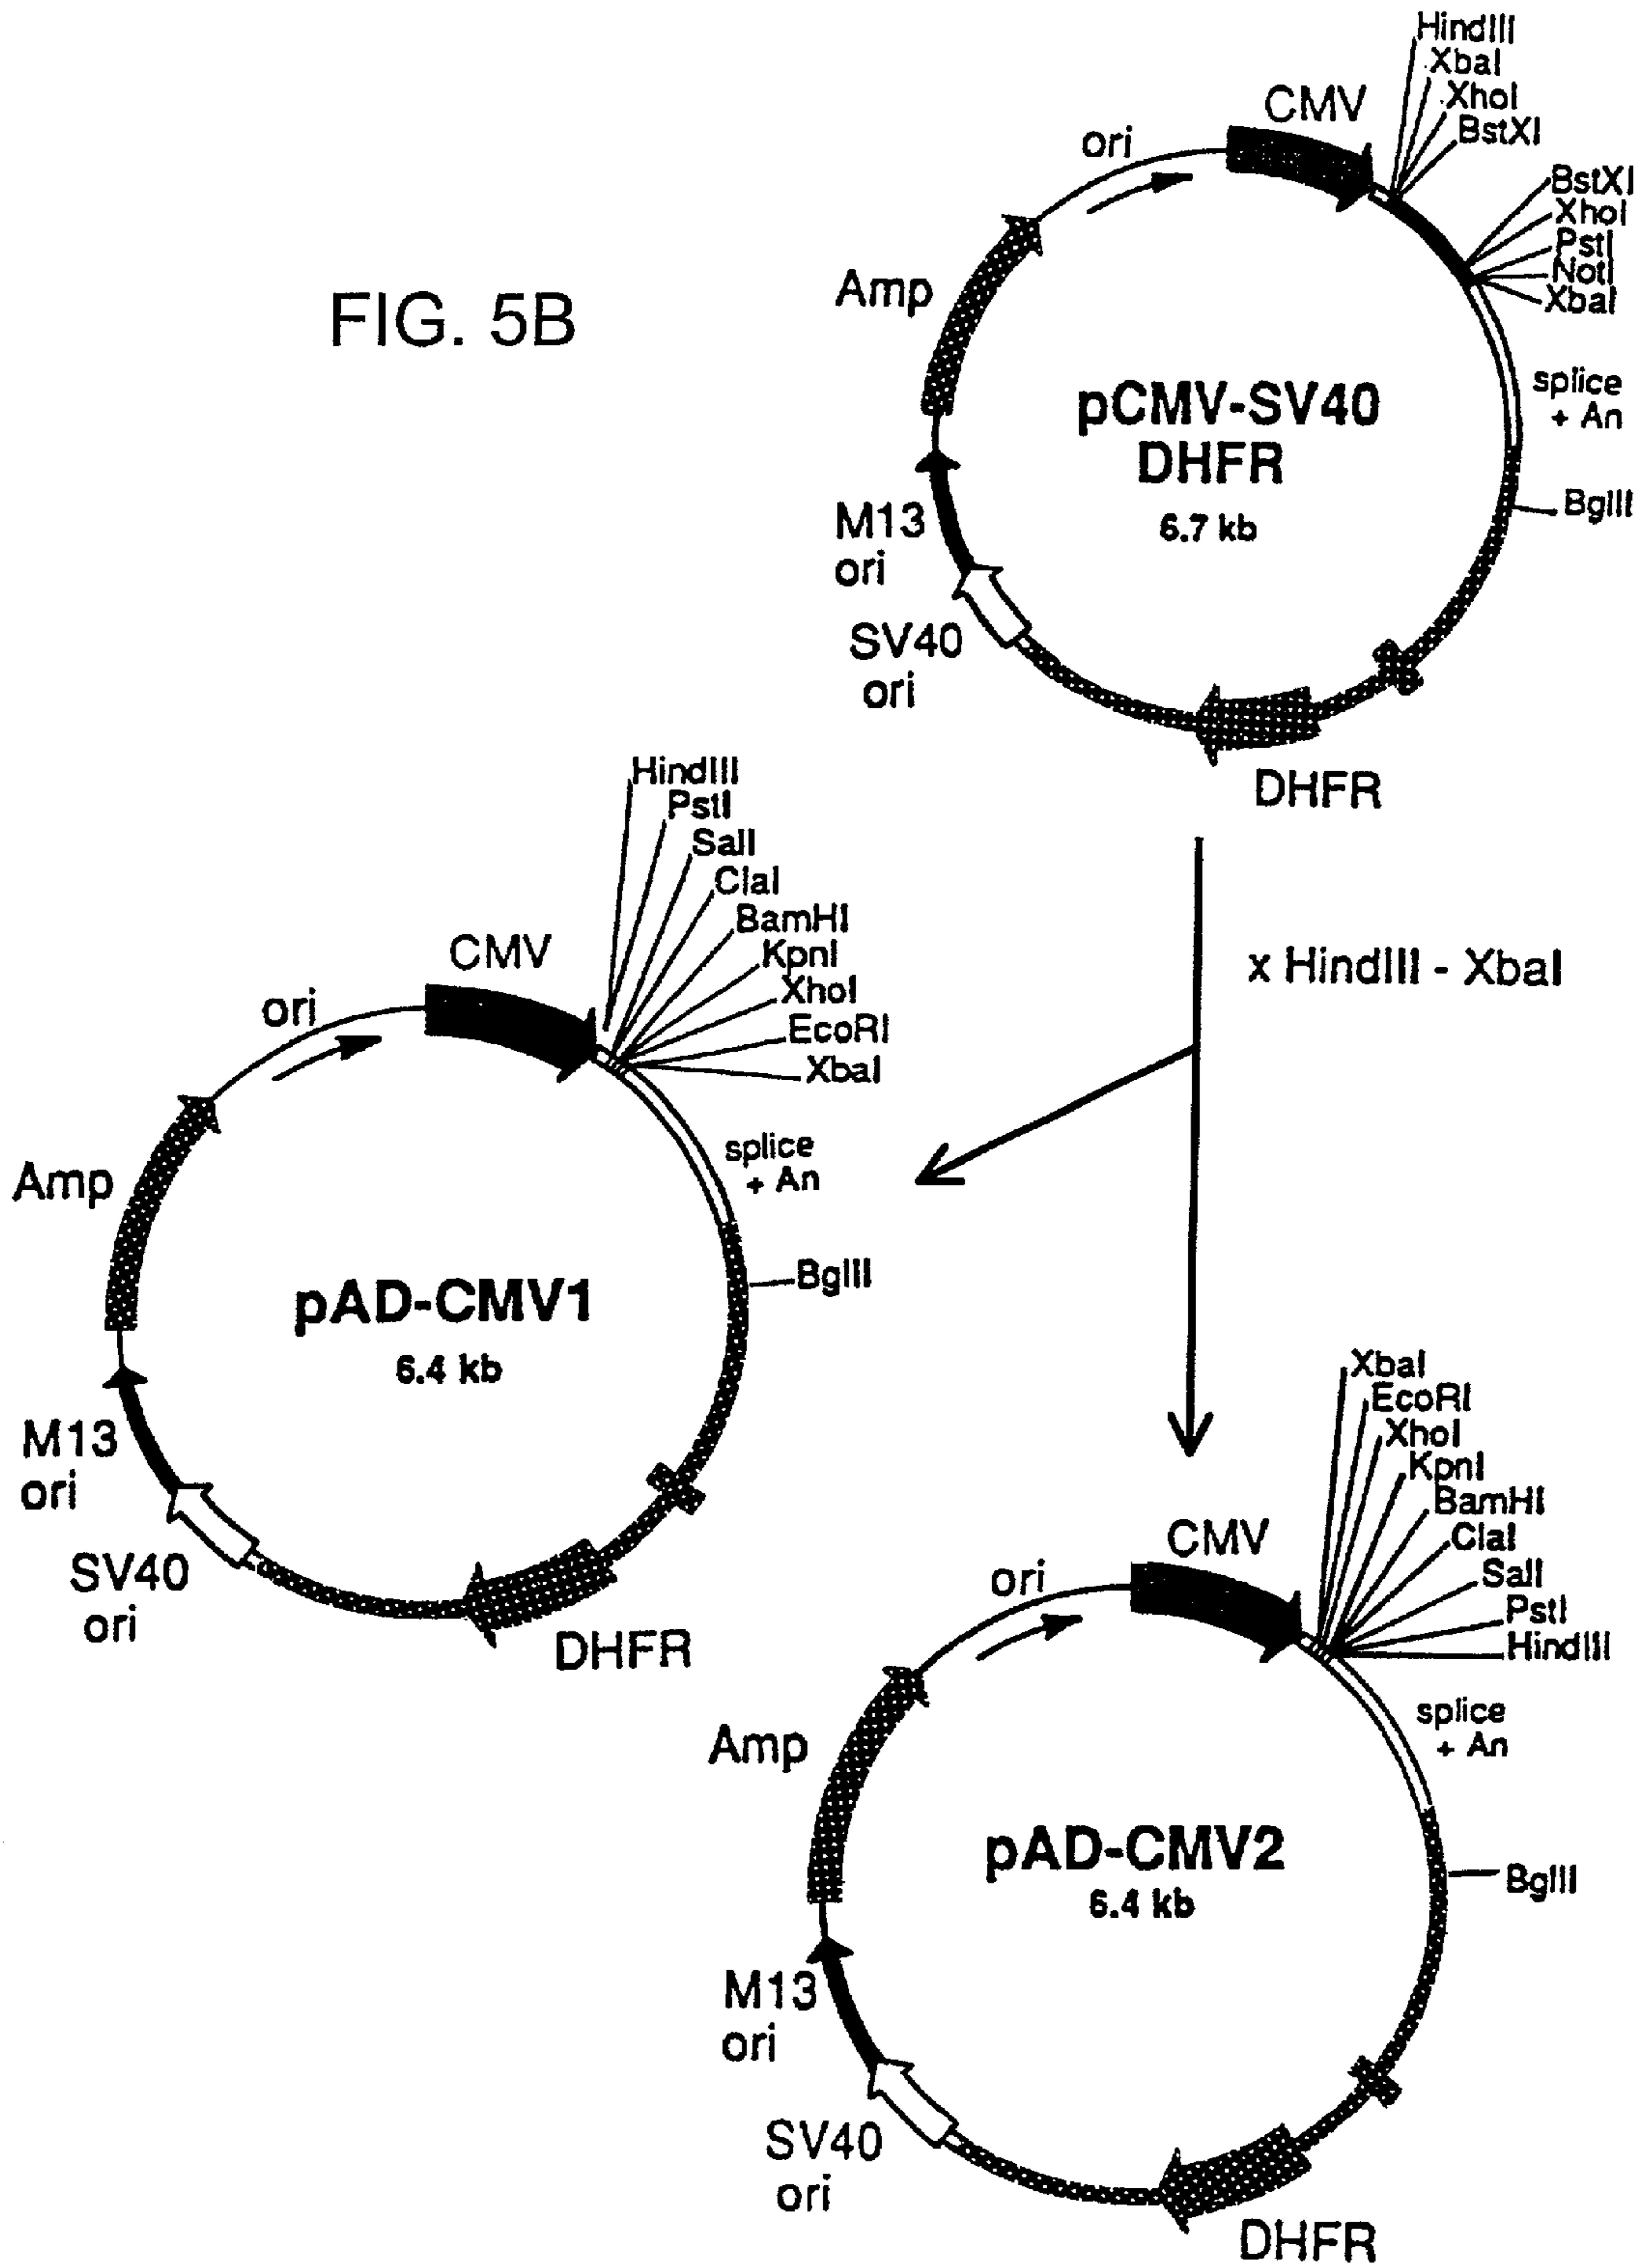 FIG. 5B
HindIII
XbaI
XhoI
BstXI
BstXI
XhoI
PstI
NotI
XbaI
CMV
ori
Amp
pCMV-SV40
DHFR
6.7 kb
splice
+ An
BglII
M13
ori
SV40
ori
DHFR
x HindIII - XbaI
HindIII
PstI
SalI
ClaI
BamHI
KpnI
XhoI
EcoRI
XbaI
CMV
ori
Amp
splice
+ An
pAD-CMV1
6.4 kb
BglII
M13
ori
SV40
ori
DHFR
XbaI
EcoRI
XhoI
KpnI
BamHI
ClaI
SalI
PstI
HindIII
CMV
ori
Amp
splice
+ An
pAD-CMV2
6.4 kb
BglII
M13
ori
SV40
ori
DHFR